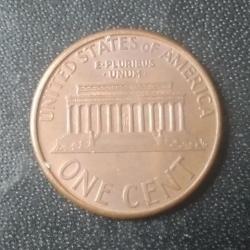 UNITED STATES of AMERICA
E·PLURIBUS
UNUM
ONE CENT